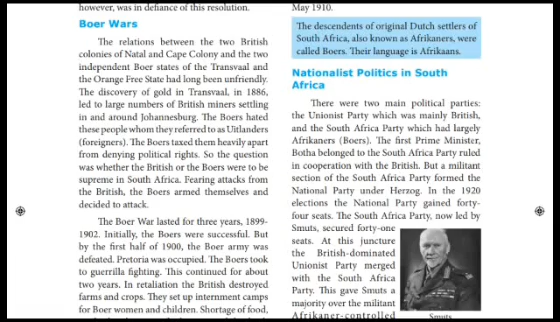 however, was in defiance of this resolution.
Boer Wars
The relations between the two British
colonies of Natal and Cape Colony and the two
independent Boer states of the Transvaal and
the Orange Free State had long been unfriendly.
The discovery of gold in Transvaal, in 1886,
led to large numbers of British miners settling
in and around Johannesburg. The Boers hated
these people whom they referred to as Uitlanders
(foreigners). The Boers taxed them heavily apart
from denying political rights. So the question
was whether the British or the Boers were to be
supreme in South Africa. Fearing attacks from
the British, the Boers armed themselves and
decided to attack.
The Boer War lasted for three years, 1899-
1902. Initially, the Boers were successful. But
by the first half of 1900, the Boer army was
defeated. Pretoria was occupied. The Boers took
to guerrilla fighting. This continued for about
two years. In retaliation the British destroyed
farms and crops. They set up internment camps
for Boer women and children. Shortage of food,
May 1910.
The descendents of original Dutch settlers of
South Africa, also known as Afrikaners, were
called Boers. Their language is Afrikaans.
Nationalist Politics in South
Africa
There were two main political parties:
the Unionist Party which was mainly British,
and the South Africa Party which had largely
Afrikaners (Boers). The first Prime Minister,
Botha belonged to the South Africa Party ruled
in cooperation with the British. But a militant
section of the South Africa Party formed the
National Party under Herzog. In the 1920
elections the National Party gained forty-
four seats. The South Africa Party, now led by
Smuts, secured forty-one
seats. At this juncture
the British-dominated
Unionist Party merged
with the South Africa
Party. This gave Smuts a
majority over the militant
Afrikaner-controlled
Smuts